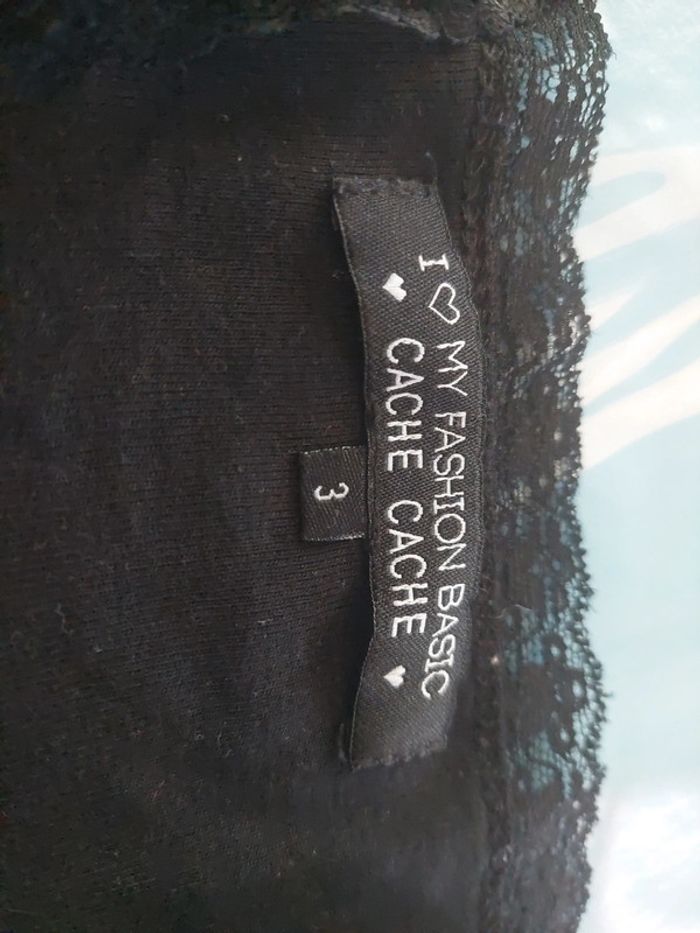 I ♡ MY FASHION BASIC
♥ CACHE CACHE ♥
3